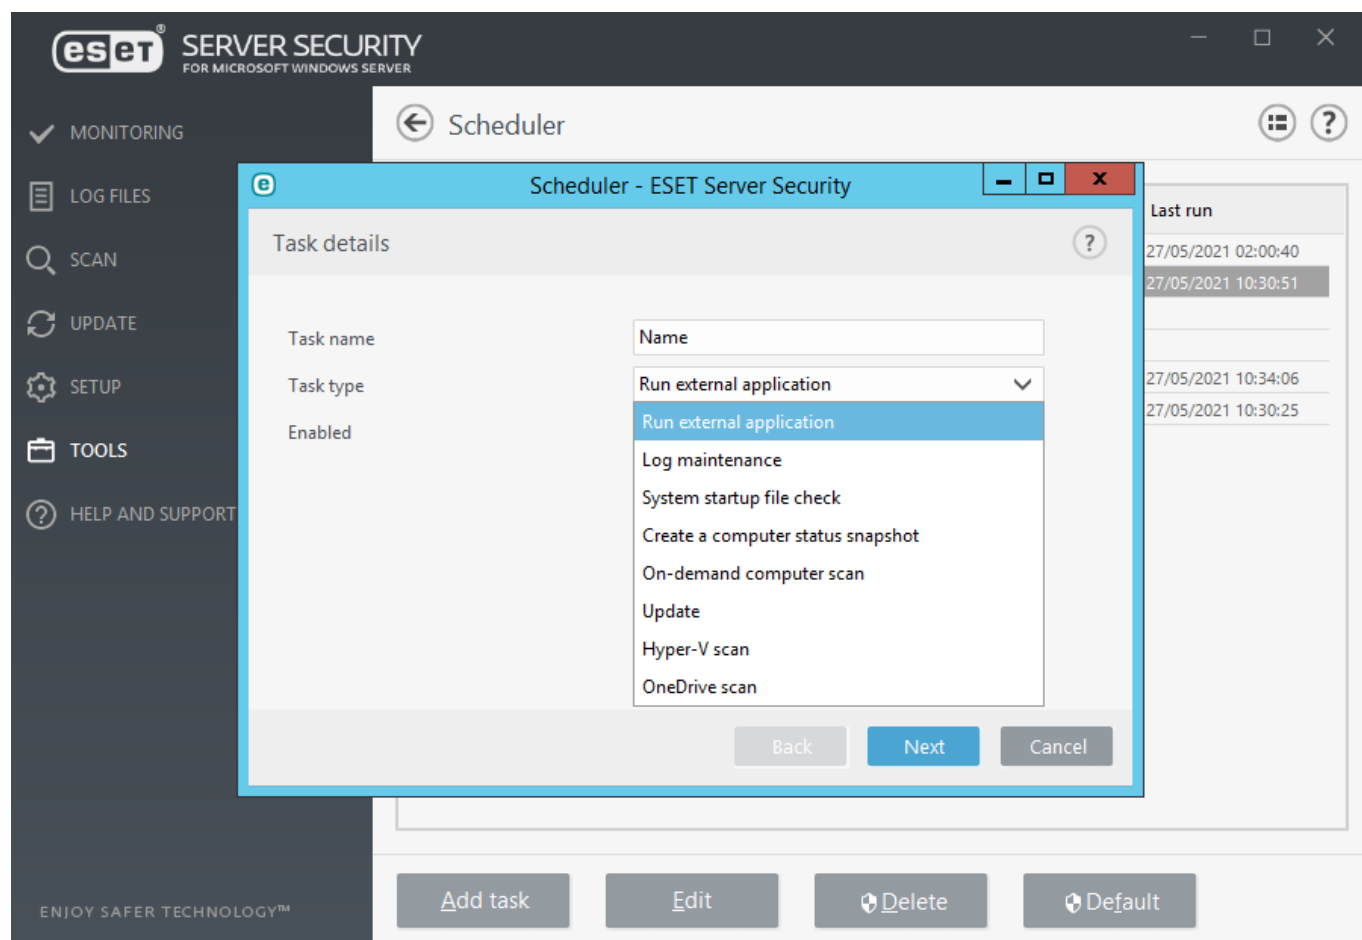 eset® SERVER SECURITY
FOR MICROSOFT WINDOWS SERVER
MONITORING
LOG FILES
SCAN
UPDATE
SETUP
TOOLS
HELP AND SUPPORT
ENJOY SAFER TECHNOLOGY™
Scheduler
?
Last run
27/05/2021 02:00:40
27/05/2021 10:30:51
27/05/2021 10:34:06
27/05/2021 10:30:25
e
Scheduler - ESET Server Security
Task details
?
Task name
Name
Task type
Run external application
Enabled
Run external application
Log maintenance
System startup file check
Create a computer status snapshot
On-demand computer scan
Update
Hyper-V scan
OneDrive scan
Back
Next
Cancel
Add task
Edit
Delete
Default